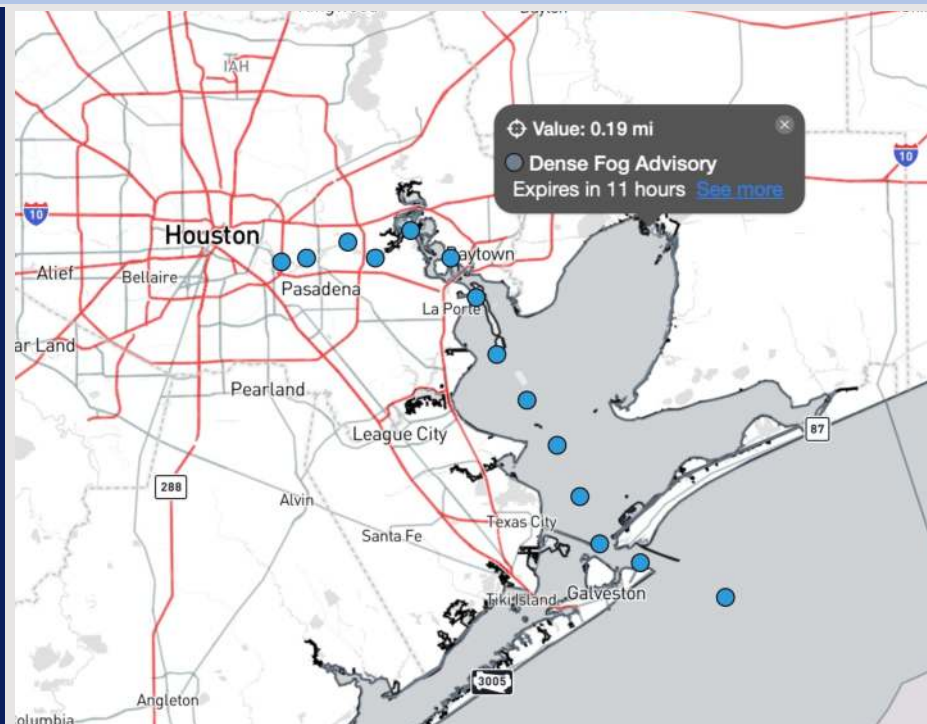 Dayton
IAH
Value: 0.19 mi
Dense Fog Advisory
Expires in 11 hours See more
10
10
Houston
Baytown
Alief
Bellaire
Pasadena
La Porte
ar Land
Pearland
League City
87
288
Alvin
Texas City
Santa Fe
Tiki Island
Galveston
3005
Angleton
Columbia